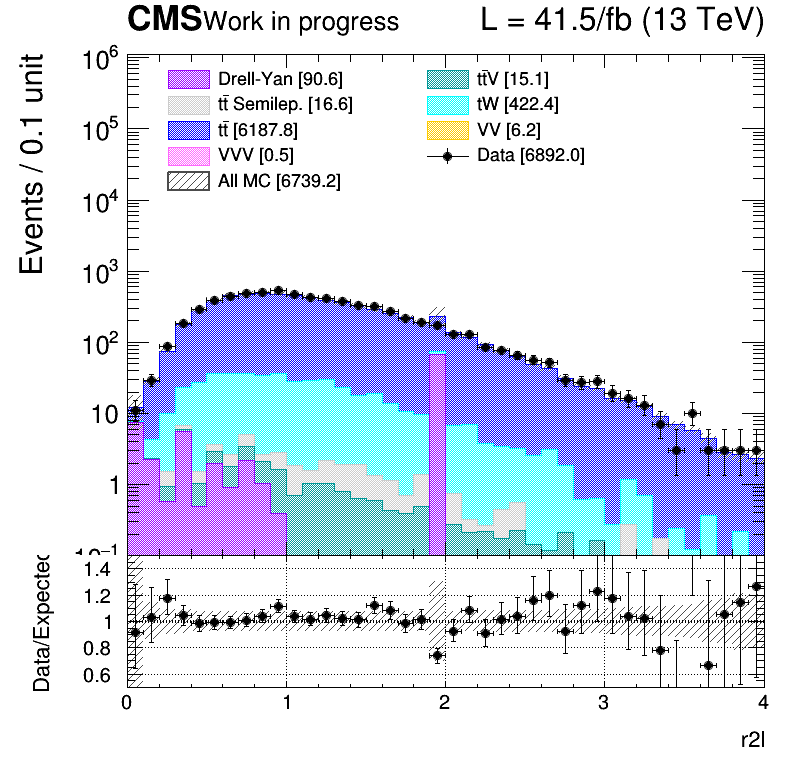 CMS Work in progress L = 41.5/fb (13 TeV)
Events / 0.1 unit
10^6
10^5
10^4
10^3
10^2
10
1
10^-1
Drell-Yan [90.6]
tt̄ Semilep. [16.6]
tt̄ [6187.8]
VVV [0.5]
All MC [6739.2]
tt̄V [15.1]
tW [422.4]
VV [6.2]
Data [6892.0]
Data/Expected
1.4
1.2
1
0.8
0.6
0 1 2 3 4
r2l